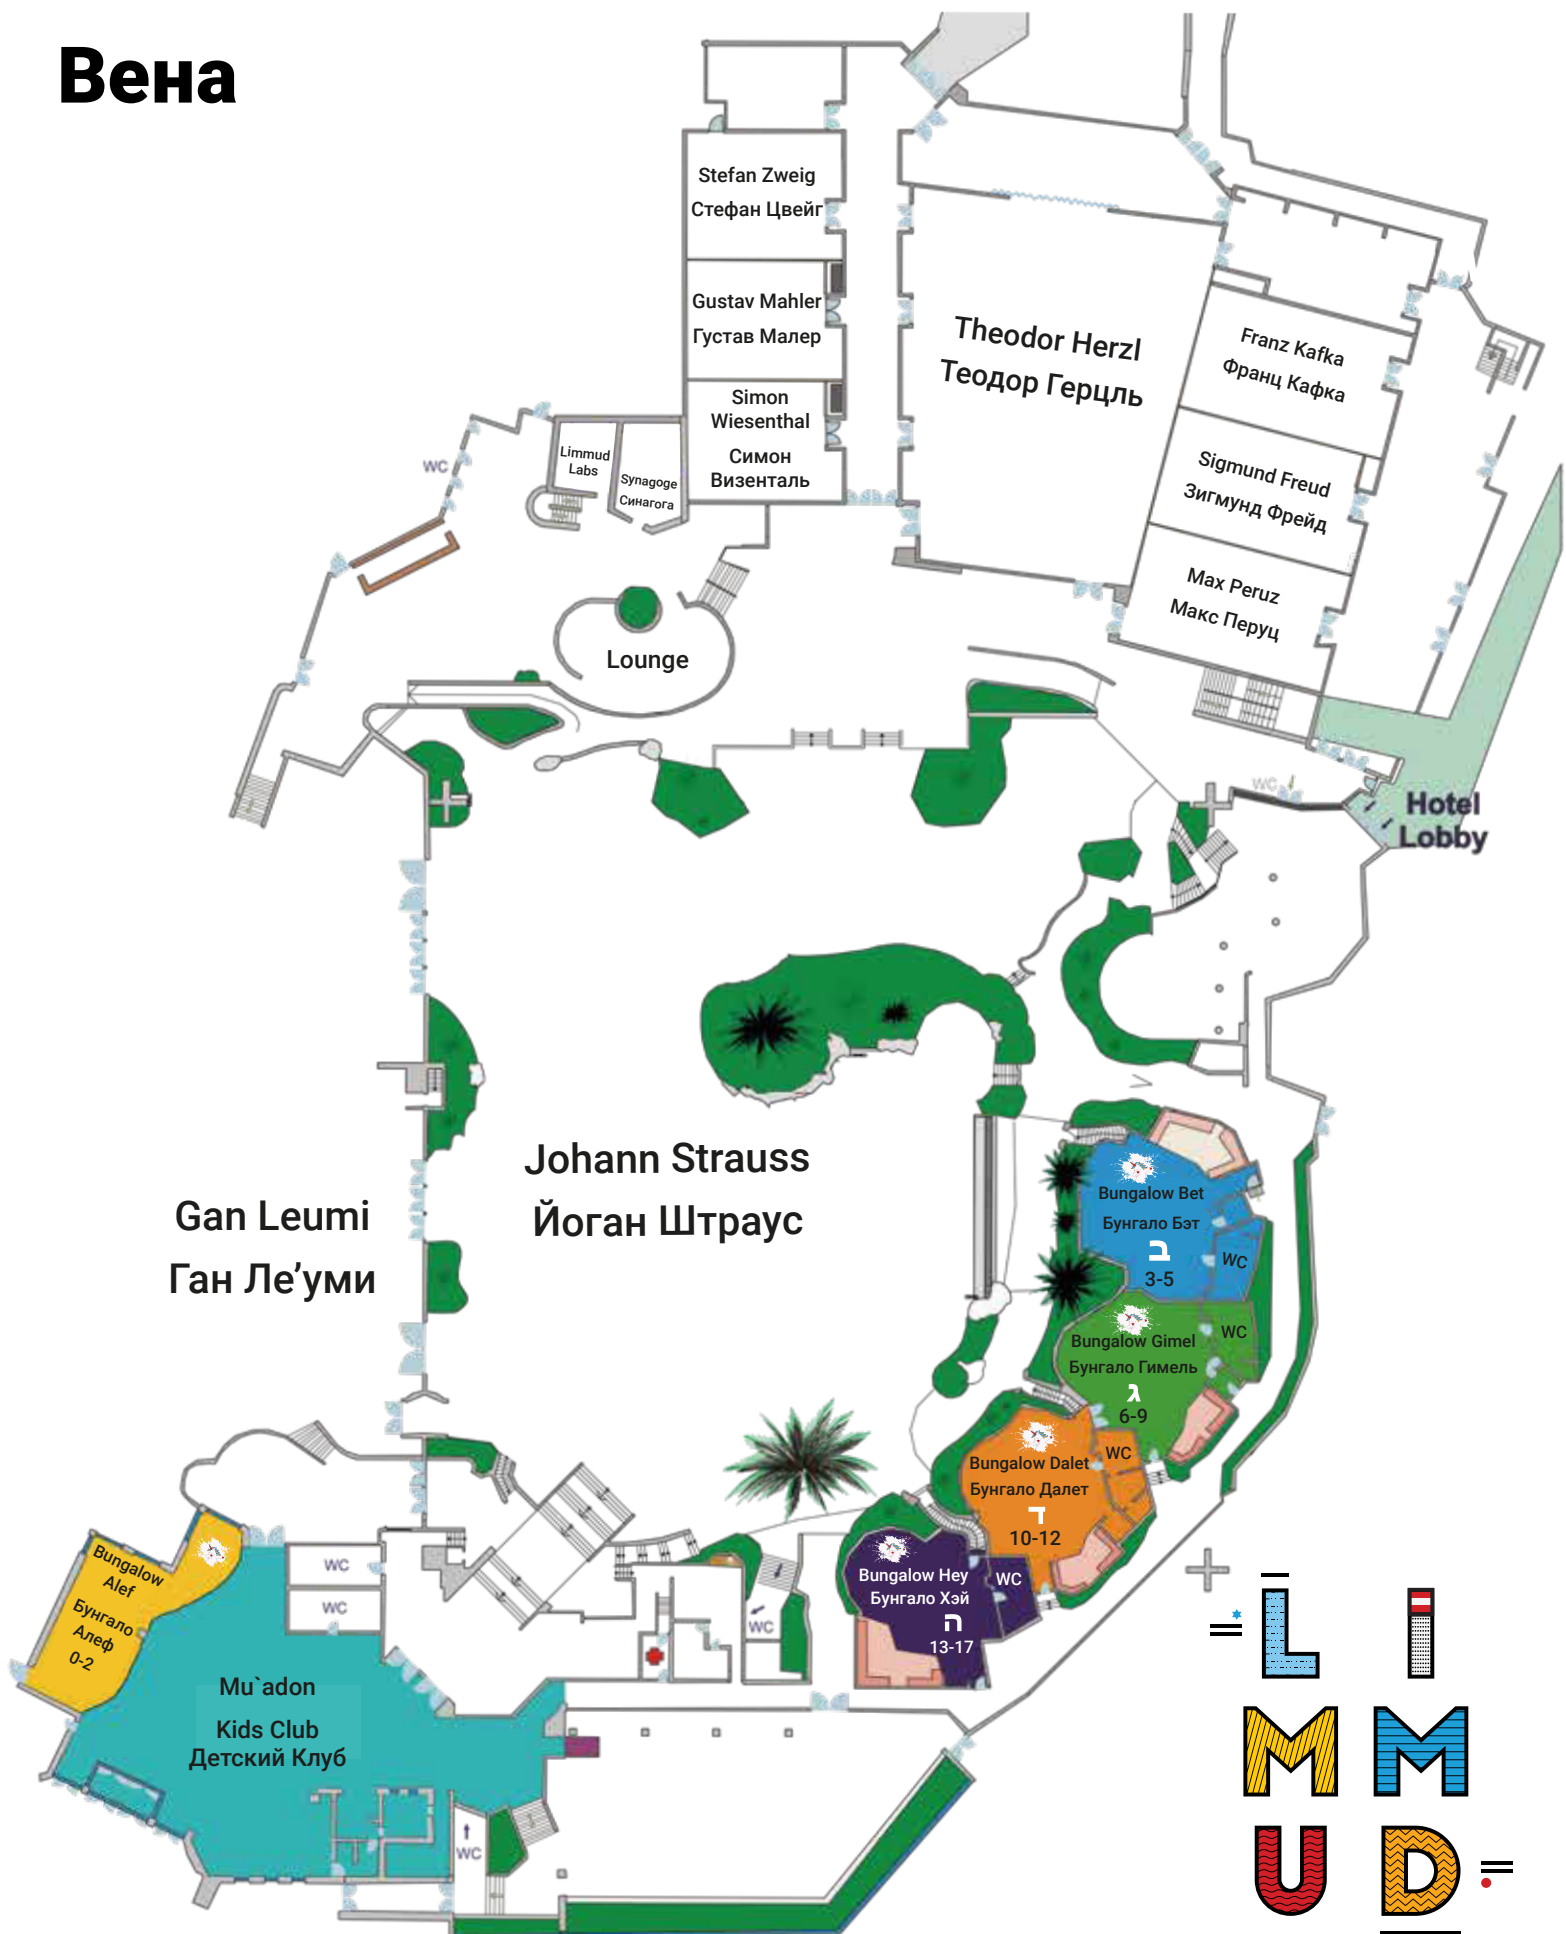 Вена
Stefan Zweig
Стефан Цвейг
Gustav Mahler
Густав Малер
Simon
Wiesenthal
Симон
Визенталь
Theodor Herzl
Теодор Герцль
Franz Kafka
Франц Кафка
Sigmund Freud
Зигмунд Фрейд
Max Peruz
Макс Перуц
WC
Limmud
Labs
Synagoge
Синагога
Lounge
WC
Hotel
Lobby
Johann Strauss
Йоган Штраус
Gan Leumi
Ган Ле’уми
Bungalow Bet
Бунгало Бэт
ב
3-5
WC
Bungalow Gimel
Бунгало Гимель
ג
6-9
WC
Bungalow Dalet
Бунгало Далет
ד
10-12
WC
Bungalow Hey
Бунгало Хэй
ה
13-17
WC
Bungalow
Alef
Бунгало
Алеф
0-2
WC
WC
WC
Mu`adon
Kids Club
Детский Клуб
WC
L I
M M
U D